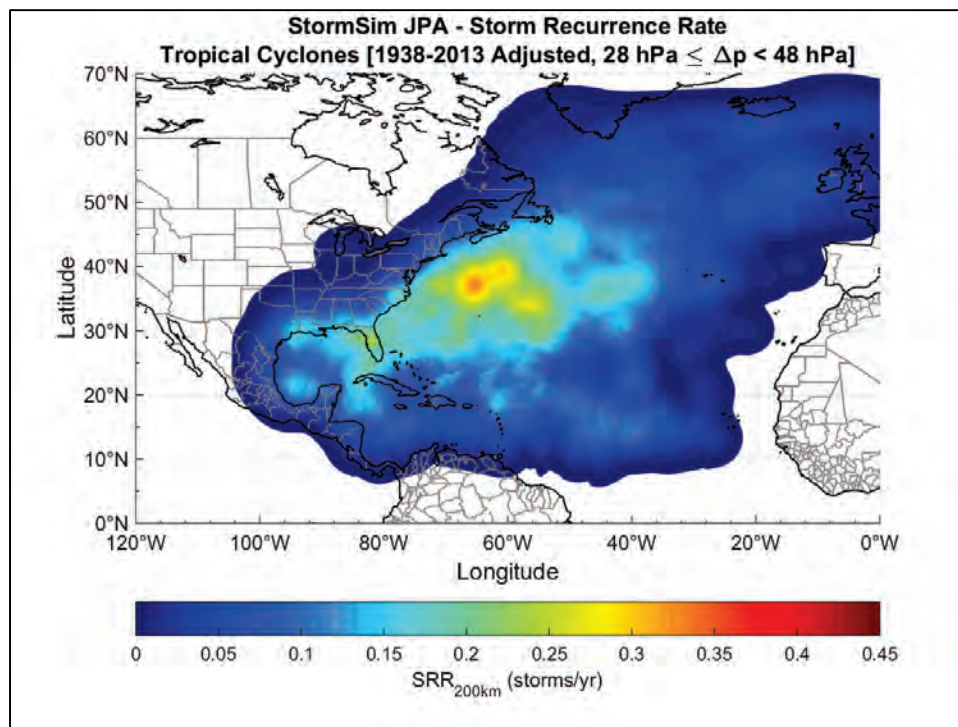 StormSim JPA - Storm Recurrence Rate
Tropical Cyclones [1938-2013 Adjusted, 28 hPa ≤ Δp < 48 hPa]
70°N
60°N
50°N
40°N
30°N
20°N
10°N
0°N
Latitude
120°W 100°W 80°W 60°W 40°W 20°W 0°W
Longitude
0 0.05 0.1 0.15 0.2 0.25 0.3 0.35 0.4 0.45
SRR200km (storms/yr)